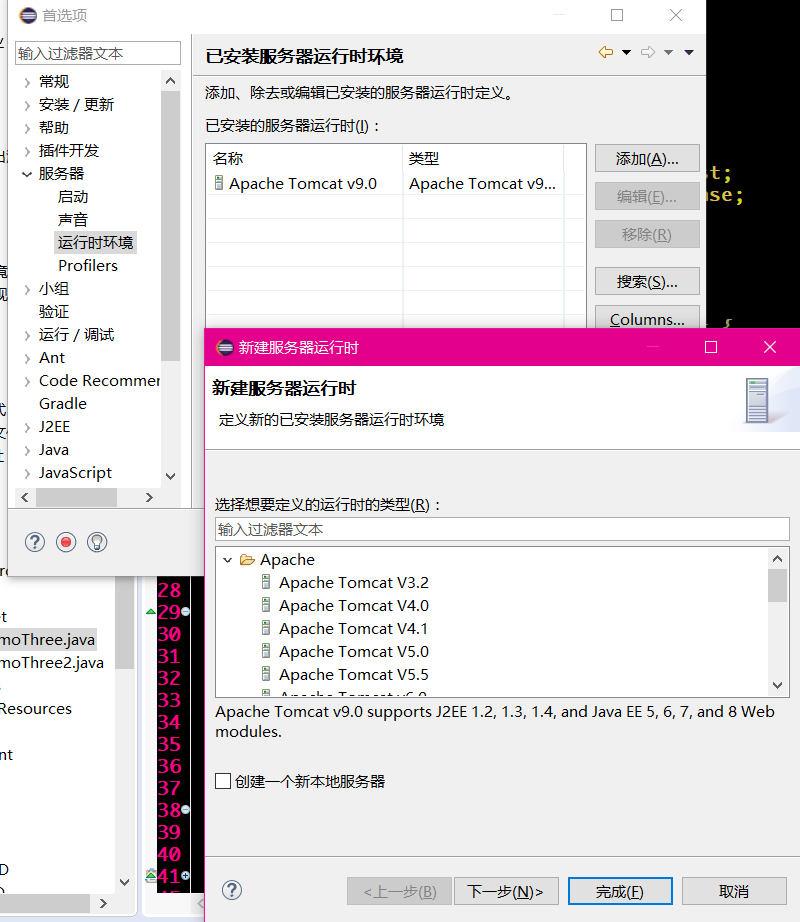 首选项
输入过滤器文本
常规
安装 / 更新
帮助
插件开发
服务器
启动
声音
运行时环境
Profilers
小组
验证
运行 / 调试
Ant
Code Recommer
Gradle
J2EE
Java
JavaScript
已安装服务器运行时环境
添加、除去或编辑已安装的服务器运行时定义。
已安装的服务器运行时(I)：
名称 类型
Apache Tomcat v9.0 Apache Tomcat v9...
添加(A)...
编辑(E)...
移除(R)
搜索(S)...
Columns...
st;
nse;
{
新建服务器运行时
新建服务器运行时
定义新的已安装服务器运行时环境
选择想要定义的运行时的类型(R)：
输入过滤器文本
Apache
Apache Tomcat V3.2
Apache Tomcat V4.0
Apache Tomcat V4.1
Apache Tomcat V5.0
Apache Tomcat V5.5
Apache Tomcat v6.0
Apache Tomcat v9.0 supports J2EE 1.2, 1.3, 1.4, and Java EE 5, 6, 7, and 8 Web
modules.
创建一个新本地服务器
<上一步(B)
下一步(N)>
完成(F)
取消
et
moThree.java
moThree2.java
Resources
nt
D
28
29
30
31
32
33
34
35
36
37
38
39
40
41